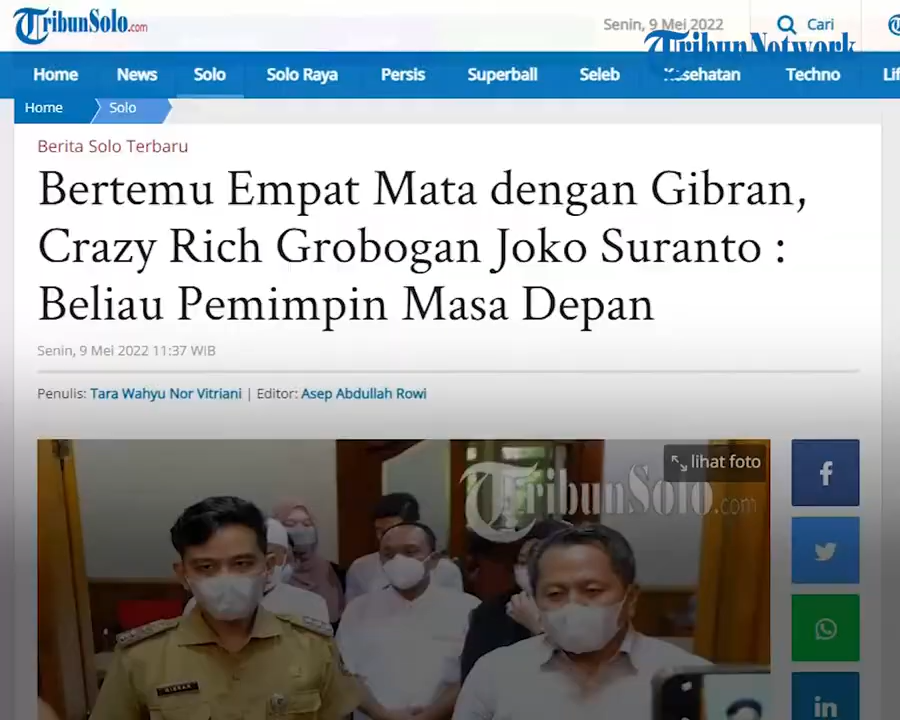 TribunSolo.com
Senin, 9 Mei 2022
Cari
TribunNetwork
Home News Solo Solo Raya Persis Superball Seleb Kesehatan Techno
Home Solo
Berita Solo Terbaru
Bertemu Empat Mata dengan Gibran,
Crazy Rich Grobogan Joko Suranto :
Beliau Pemimpin Masa Depan
Senin, 9 Mei 2022 11:37 WIB
Penulis: Tara Wahyu Nor Vitriani | Editor: Asep Abdullah Rowi
lihat foto
TribunSolo.com
GIBRAN